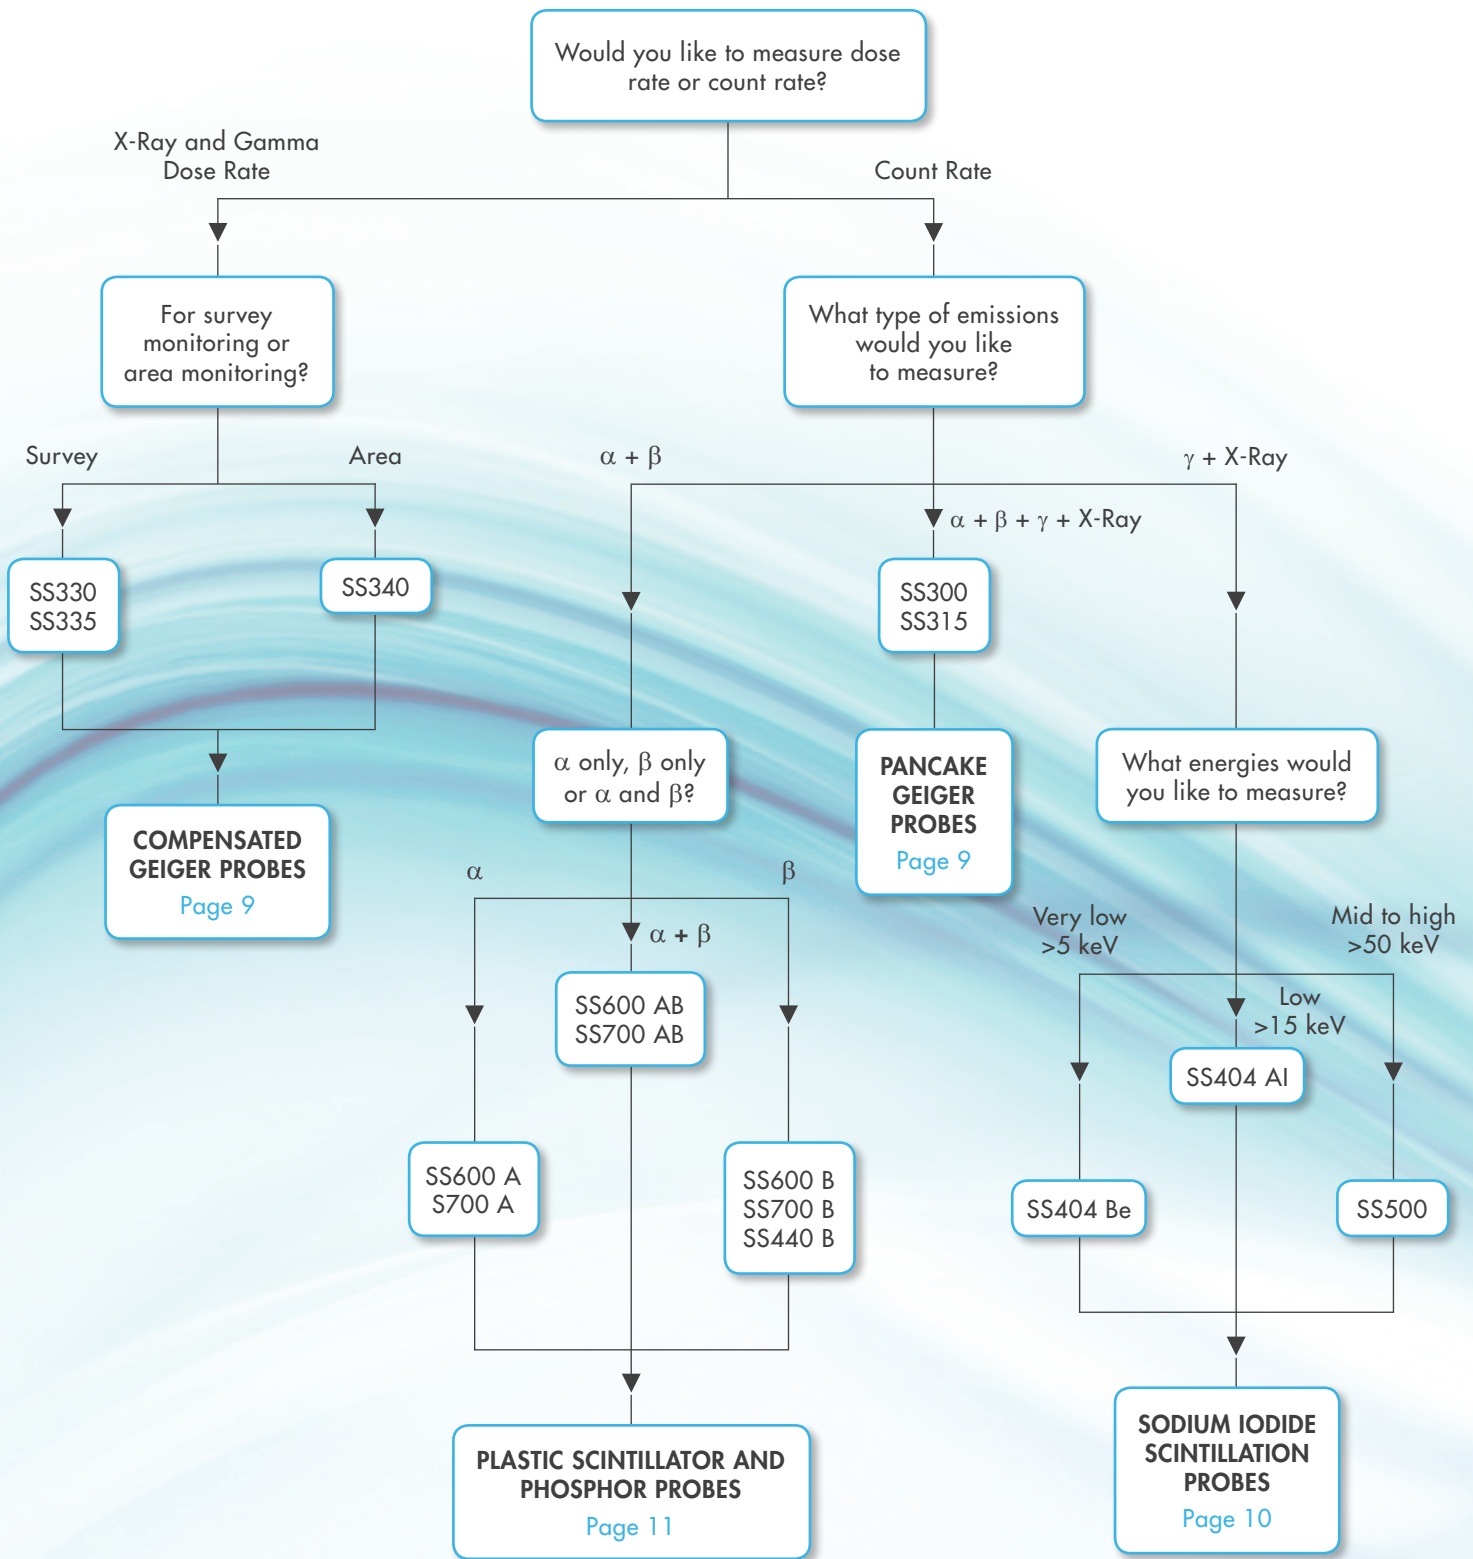 Would you like to measure dose
rate or count rate?
X-Ray and Gamma
Dose Rate
Count Rate
For survey
monitoring or
area monitoring?
What type of emissions
would you like
to measure?
Survey
Area
α + β
γ + X-Ray
α + β + γ + X-Ray
SS330
SS335
SS340
SS300
SS315
α only, β only
or α and β?
PANCAKE
GEIGER
PROBES
Page 9
What energies would
you like to measure?
COMPENSATED
GEIGER PROBES
Page 9
α
β
α + β
Very low
>5 keV
Mid to high
>50 keV
Low
>15 keV
SS600 AB
SS700 AB
SS404 Al
SS600 A
S700 A
SS600 B
SS700 B
SS440 B
SS404 Be
SS500
PLASTIC SCINTILLATOR AND
PHOSPHOR PROBES
Page 11
SODIUM IODIDE
SCINTILLATION
PROBES
Page 10